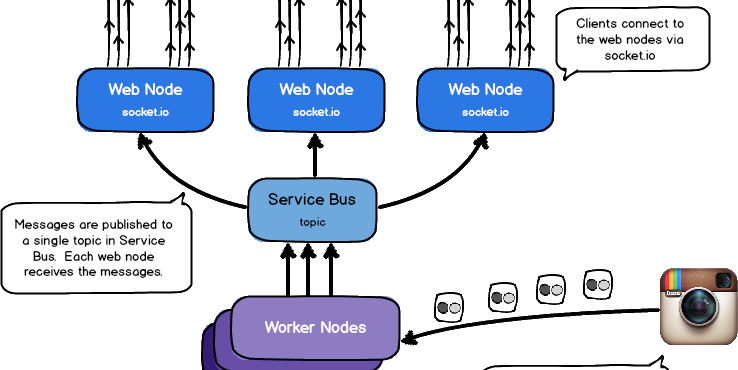 Clients connect to
the web nodes via
socket.io
Web Node
socket.io
Web Node
socket.io
Web Node
socket.io
Service Bus
topic
Messages are published to
a single topic in Service
Bus. Each web node
receives the messages.
Worker Nodes